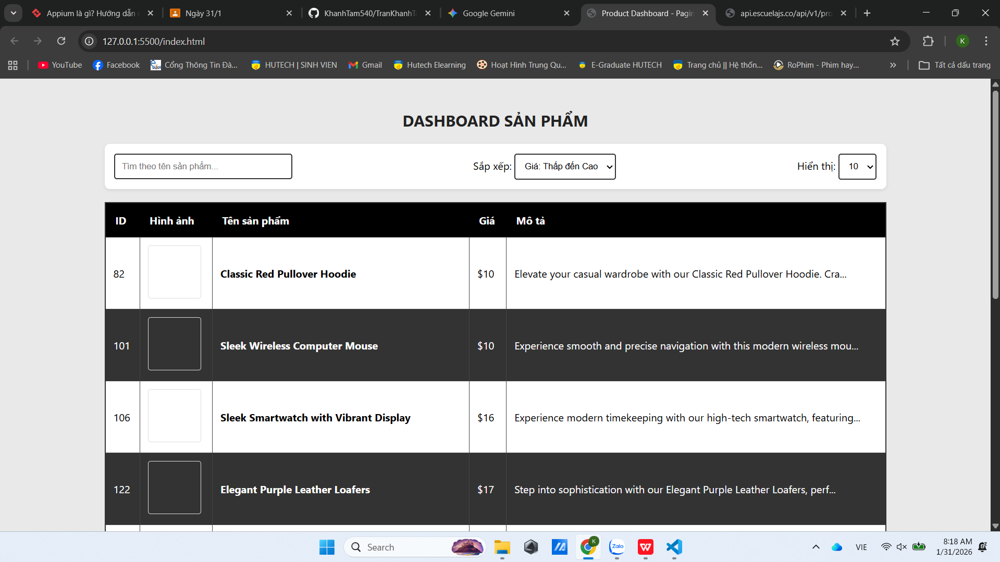 Appium là gì? Hướng dẫn
Ngày 31/1
KhanhTam540/TranKhanhTa
Google Gemini
Product Dashboard - Pagin
api.escuelajs.co/api/v1/pro
127.0.0.1:5500/index.html
K
YouTube
Facebook
Cổng Thông Tin Đà...
HUTECH | SINH VIEN
Gmail
Hutech Elearning
Hoạt Hình Trung Qu...
E-Graduate HUTECH
Trang chủ || Hệ thốn...
RoPhim - Phim hay...
Tất cả dấu trang
DASHBOARD SẢN PHẨM
Tìm theo tên sản phẩm...
Sắp xếp: Giá: Thấp đến Cao
Hiển thị: 10
ID Hình ảnh Tên sản phẩm Giá Mô tả
82 Classic Red Pullover Hoodie $10 Elevate your casual wardrobe with our Classic Red Pullover Hoodie. Cra...
101 Sleek Wireless Computer Mouse $10 Experience smooth and precise navigation with this modern wireless mou...
106 Sleek Smartwatch with Vibrant Display $16 Experience modern timekeeping with our high-tech smartwatch, featuring...
122 Elegant Purple Leather Loafers $17 Step into sophistication with our Elegant Purple Leather Loafers, perf...
Search
K
Zalo
VIE
8:18 AM
1/31/2026